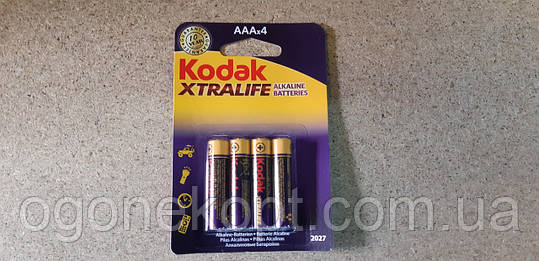 AAAx4
Kodak
XTRALIFE
ALKALINE
BATTERIES
Kodak
Alkaline-Batterien • Batterie Alcaline
Pilas Alcalinas • Pilhas Alcalinas
Алкалиновые Батарейки
2027
ogonekopt.com.ua